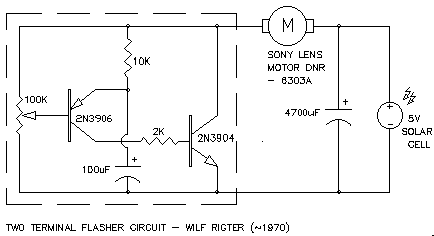 M
SONY LENS
MOTOR DNR
- 6303A
10K
100K
2N3906
2K
2N3904
100uF
4700uF
+
+
+
-
5V
SOLAR
CELL
TWO TERMINAL FLASHER CIRCUIT - WILF RIGTER (~1970)